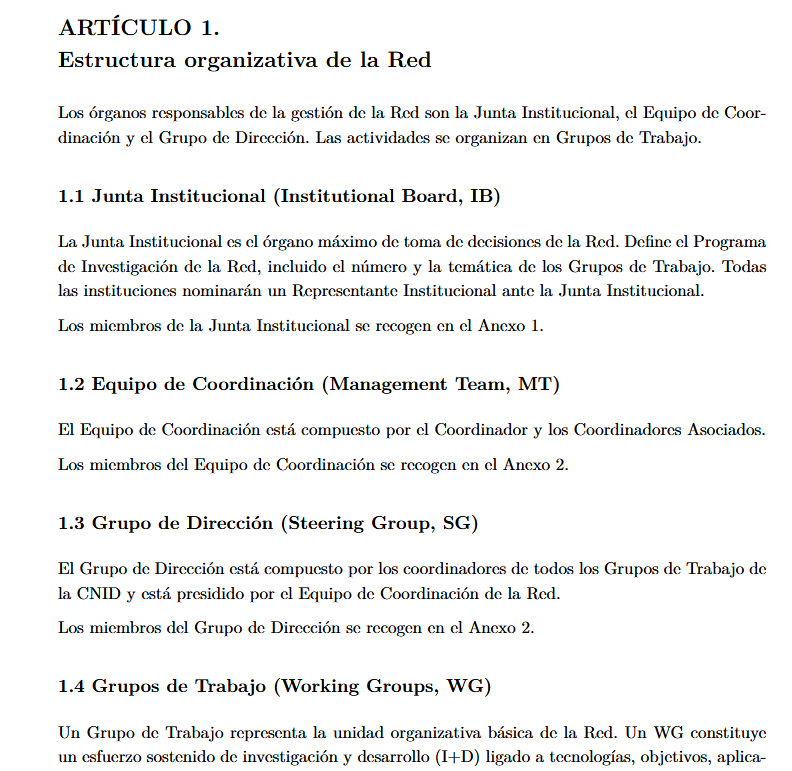 ARTÍCULO 1.
Estructura organizativa de la Red
Los órganos responsables de la gestión de la Red son la Junta Institucional, el Equipo de Coor-
dinación y el Grupo de Dirección. Las actividades se organizan en Grupos de Trabajo.
1.1 Junta Institucional (Institutional Board, IB)
La Junta Institucional es el órgano máximo de toma de decisiones de la Red. Define el Programa
de Investigación de la Red, incluido el número y la temática de los Grupos de Trabajo. Todas
las instituciones nominarán un Representante Institucional ante la Junta Institucional.
Los miembros de la Junta Institucional se recogen en el Anexo 1.
1.2 Equipo de Coordinación (Management Team, MT)
El Equipo de Coordinación está compuesto por el Coordinador y los Coordinadores Asociados.
Los miembros del Equipo de Coordinación se recogen en el Anexo 2.
1.3 Grupo de Dirección (Steering Group, SG)
El Grupo de Dirección está compuesto por los coordinadores de todos los Grupos de Trabajo de
la CNID y está presidido por el Equipo de Coordinación de la Red.
Los miembros del Grupo de Dirección se recogen en el Anexo 2.
1.4 Grupos de Trabajo (Working Groups, WG)
Un Grupo de Trabajo representa la unidad organizativa básica de la Red. Un WG constituye
un esfuerzo sostenido de investigación y desarrollo (I+D) ligado a tecnologías, objetivos, aplica-